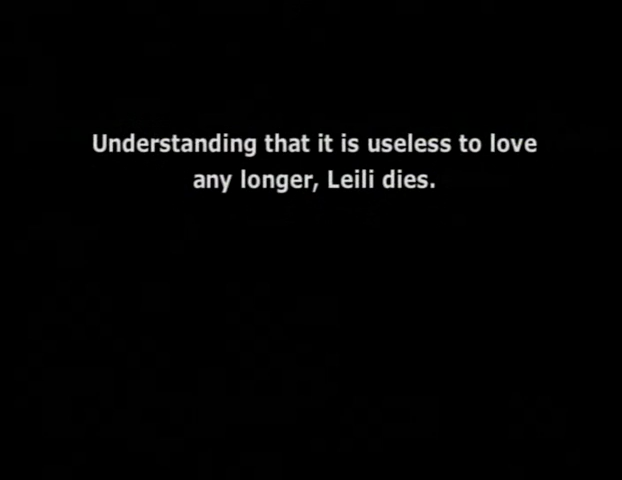 Understanding that it is useless to love
any longer, Leili dies.